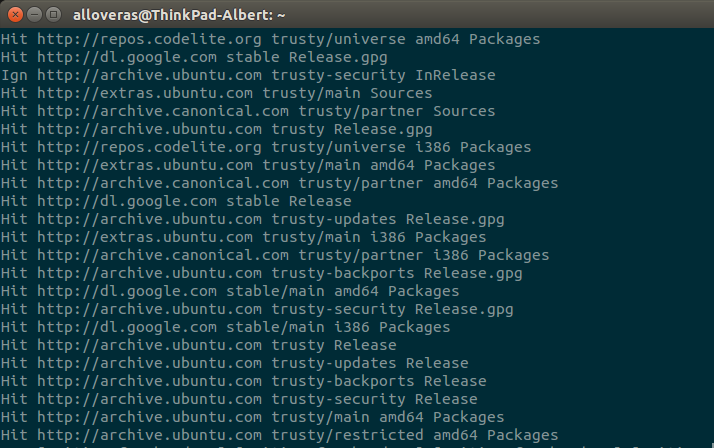 alloveras@ThinkPad-Albert: ~
Hit http://repos.codelite.org trusty/universe amd64 Packages
Hit http://dl.google.com stable Release.gpg
Ign http://archive.ubuntu.com trusty-security InRelease
Hit http://extras.ubuntu.com trusty/main Sources
Hit http://archive.canonical.com trusty/partner Sources
Hit http://archive.ubuntu.com trusty Release.gpg
Hit http://repos.codelite.org trusty/universe i386 Packages
Hit http://extras.ubuntu.com trusty/main amd64 Packages
Hit http://archive.canonical.com trusty/partner amd64 Packages
Hit http://dl.google.com stable Release
Hit http://archive.ubuntu.com trusty-updates Release.gpg
Hit http://extras.ubuntu.com trusty/main i386 Packages
Hit http://archive.canonical.com trusty/partner i386 Packages
Hit http://archive.ubuntu.com trusty-backports Release.gpg
Hit http://dl.google.com stable/main amd64 Packages
Hit http://archive.ubuntu.com trusty-security Release.gpg
Hit http://dl.google.com stable/main i386 Packages
Hit http://archive.ubuntu.com trusty Release
Hit http://archive.ubuntu.com trusty-updates Release
Hit http://archive.ubuntu.com trusty-backports Release
Hit http://archive.ubuntu.com trusty-security Release
Hit http://archive.ubuntu.com trusty/main amd64 Packages
Hit http://archive.ubuntu.com trusty/restricted amd64 Packages